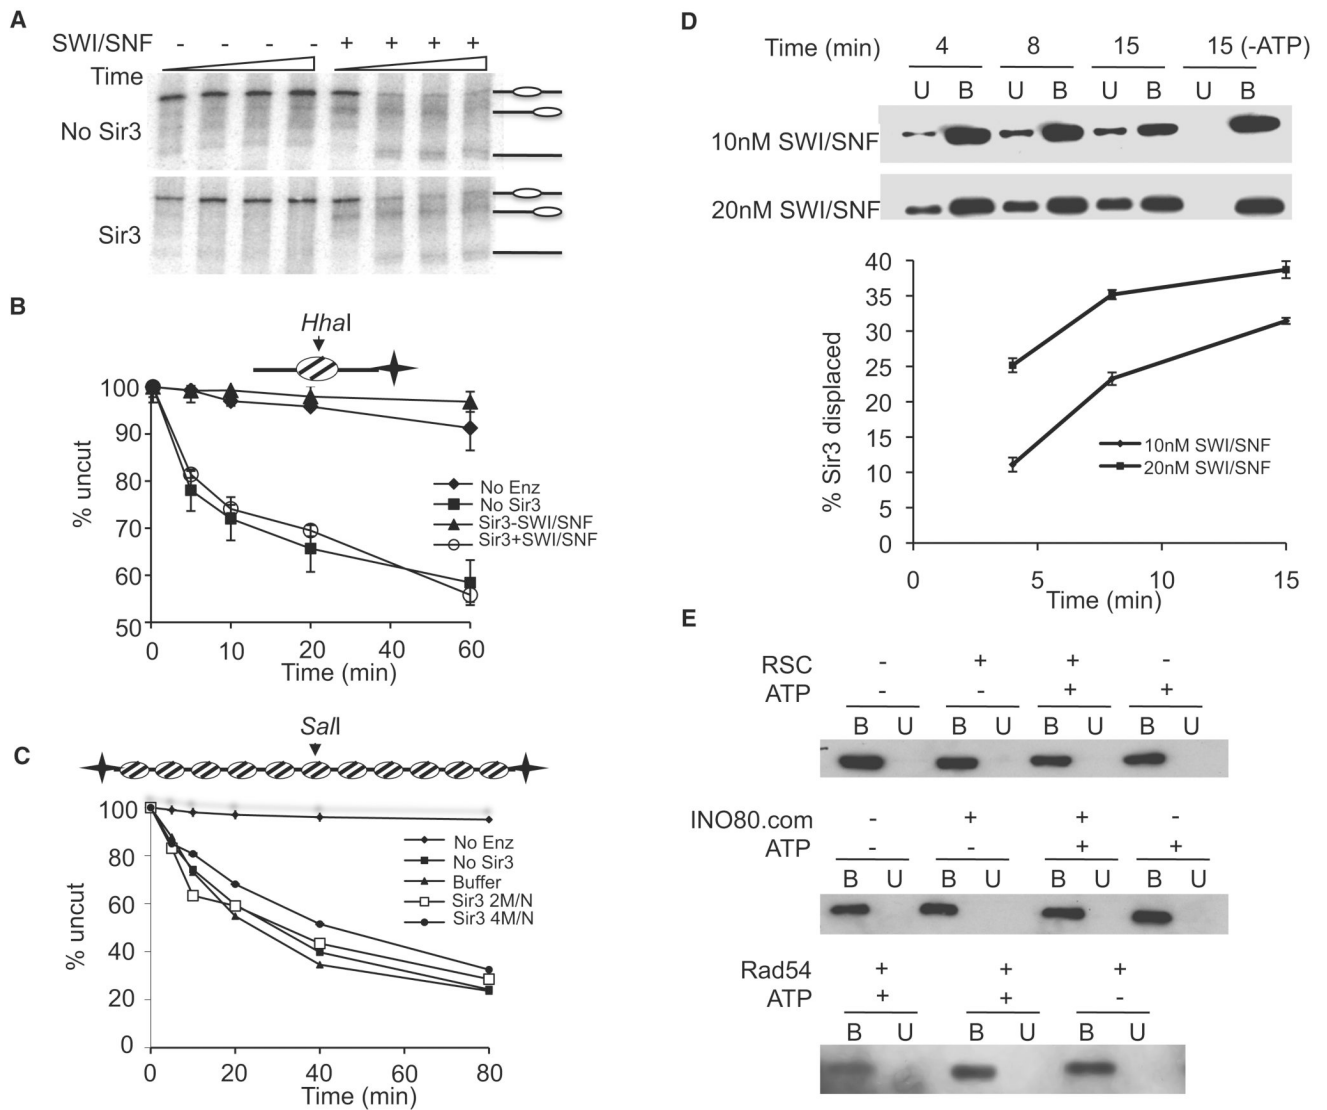 A
SWI/SNF - - - - + + + +
Time
No Sir3
Sir3
B
HhaI
% uncut
100
90
80
70
60
50
0 10 20 40 60
Time (min)
No Enz
No Sir3
Sir3-SWI/SNF
Sir3+SWI/SNF
C
SalI
% uncut
100
80
60
40
20
0
0 20 40 60 80
Time (min)
No Enz
No Sir3
Buffer
Sir3 2M/N
Sir3 4M/N
D
Time (min) 4 8 15 15 (-ATP)
U B U B U B U B
10nM SWI/SNF
20nM SWI/SNF
% Sir3 displaced
40
35
30
25
20
15
10
5
0
0 5 10 15
Time (min)
10nM SWI/SNF
20nM SWI/SNF
E
RSC - + + -
ATP - - + +
B U B U B U B U
INO80.com - + + -
ATP - - + +
B U B U B U B U
Rad54 + + +
ATP + + -
B U B U B U